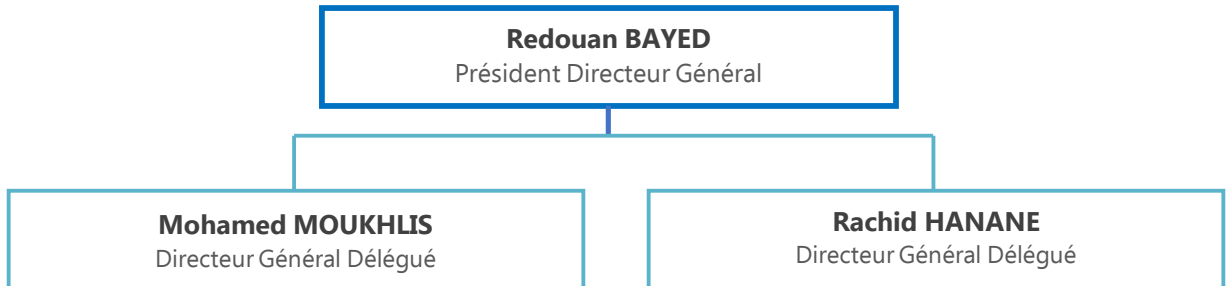 Redouan BAYED
Président Directeur Général
Mohamed MOUKHLIS
Directeur Général Délégué
Rachid HANANE
Directeur Général Délégué